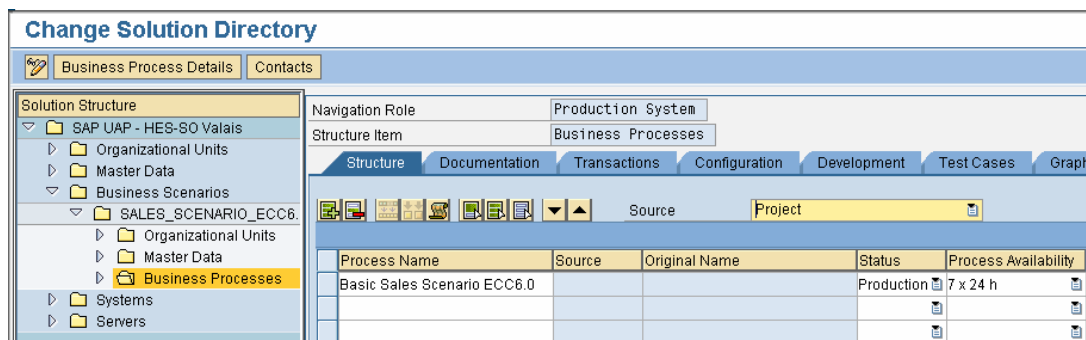 Change Solution Directory
Business Process Details Contacts
Solution Structure
SAP UAP - HES-SO Valais
Organizational Units
Master Data
Business Scenarios
SALES_SCENARIO_ECC6.
Organizational Units
Master Data
Business Processes
Systems
Servers
Navigation Role Production System
Structure Item Business Processes
Structure Documentation Transactions Configuration Development Test Cases Graph
Source Project
Process Name Source Original Name Status Process Availability
Basic Sales Scenario ECC6.0 Production 7 x 24 h